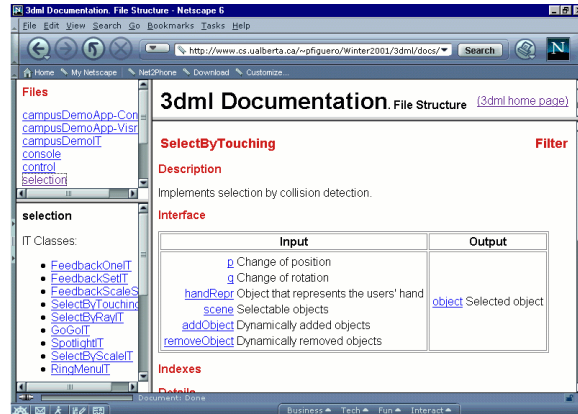 3dml Documentation. File Structure - Netscape 6
File Edit View Search Go Bookmarks Tasks Help
http://www.cs.ualberta.ca/~pfiguero/Winter2001/3dml/docs/ Search N
Home My Netscape Net2Phone Download Customize...
Files
campusDemoApp-Con
campusDemoApp-Visr
campusDemoIT
console
control
selection
selection
IT Classes:
FeedbackOneIT
FeedbackSetIT
FeedbackScaleS
SelectByTouching
SelectByRayIT
GoGoIT
SpotlightIT
SelectByScaleIT
RingMenuIT
3dml Documentation. File Structure (3dml home page)
SelectByTouching Filter
Description
Implements selection by collision detection.
Interface
Input Output
p Change of position
q Change of rotation
handRepr Object that represents the users' hand
scene Selectable objects
addObject Dynamically added objects
removeObject Dynamically removed objects
object Selected object
Indexes
Details
Document: Done
Business Tech Fun Interact